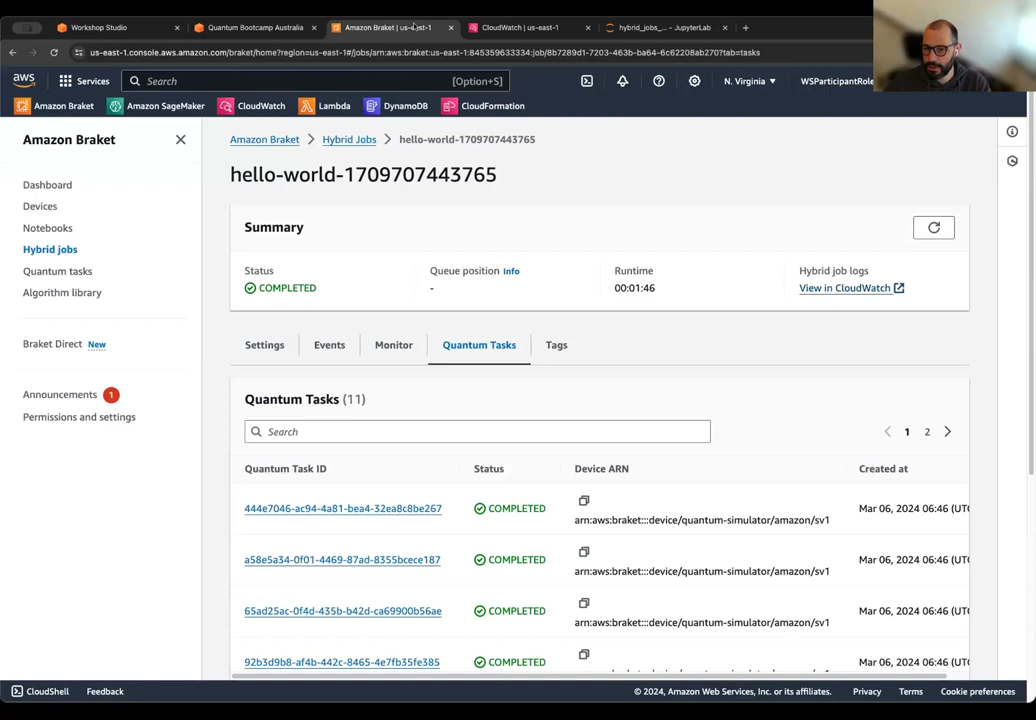 Workshop Studio
Quantum Bootcamp Australia
Amazon Braket | us-east-1
CloudWatch | us-east-1
hybrid_jobs_... - JupyterLab
us-east-1.console.aws.amazon.com/braket/home?region=us-east-1#/jobs/arn:aws:braket:us-east-1:845359633334:job/8b7289d1-7203-463b-ba64-6c62208ab270?tab=tasks
aws
Services
Search
[Option+S]
N. Virginia
WSParticipantRole
Amazon Braket
Amazon SageMaker
CloudWatch
Lambda
DynamoDB
CloudFormation
Amazon Braket
Dashboard
Devices
Notebooks
Hybrid jobs
Quantum tasks
Algorithm library
Braket Direct New
Announcements 1
Permissions and settings
Amazon Braket
Hybrid Jobs
hello-world-1709707443765
hello-world-1709707443765
Summary
Status
COMPLETED
Queue position Info
-
Runtime
00:01:46
Hybrid job logs
View in CloudWatch
Settings
Events
Monitor
Quantum Tasks
Tags
Quantum Tasks (11)
Search
1
2
Quantum Task ID
Status
Device ARN
Created at
444e7046-ac94-4a81-bea4-32ea8c8be267
COMPLETED
arn:aws:braket:::device/quantum-simulator/amazon/sv1
Mar 06, 2024 06:46 (UTC
a58e5a34-0f01-4469-87ad-8355bcece187
COMPLETED
arn:aws:braket:::device/quantum-simulator/amazon/sv1
Mar 06, 2024 06:46 (UTC
65ad25ac-0f4d-435b-b42d-ca69900b56ae
COMPLETED
arn:aws:braket:::device/quantum-simulator/amazon/sv1
Mar 06, 2024 06:46 (UTC
92b3d9b8-af4b-442c-8465-4e7fb35fe385
COMPLETED
Mar 06, 2024 06:46 (UTC
CloudShell
Feedback
© 2024, Amazon Web Services, Inc. or its affiliates.
Privacy
Terms
Cookie preferences